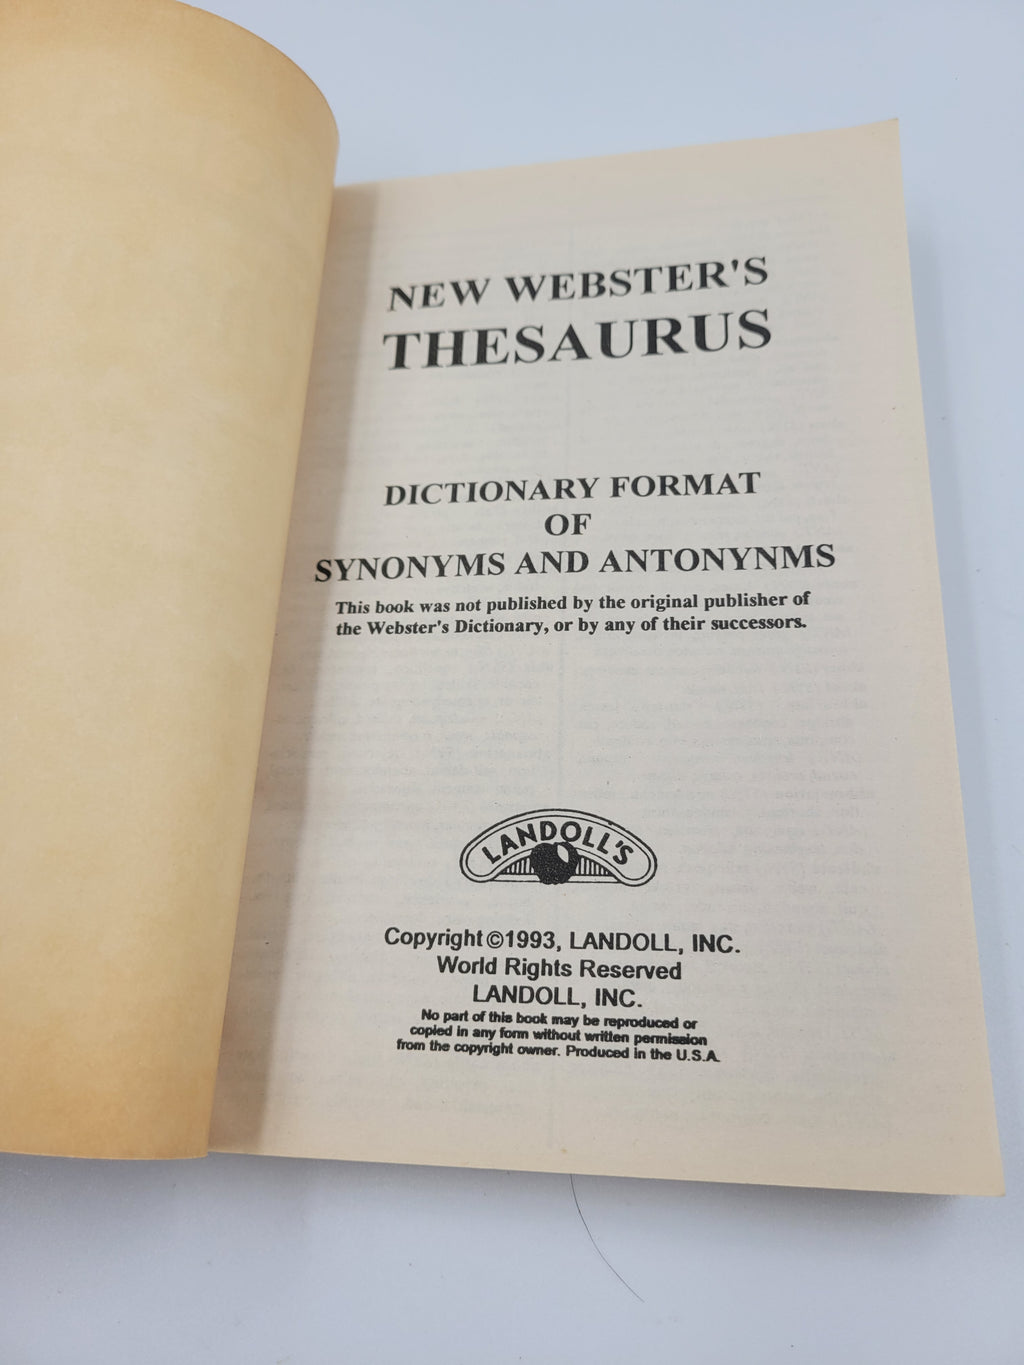 NEW WEBSTER'S
THESAURUS
DICTIONARY FORMAT
OF
SYNONYMS AND ANTONYNMS
This book was not published by the original publisher of
the Webster's Dictionary, or by any of their successors.
LANDOLL'S
Copyright ©1993, LANDOLL, INC.
World Rights Reserved
LANDOLL, INC.
No part of this book may be reproduced or
copied in any form without written permission
from the copyright owner. Produced in the U.S.A.